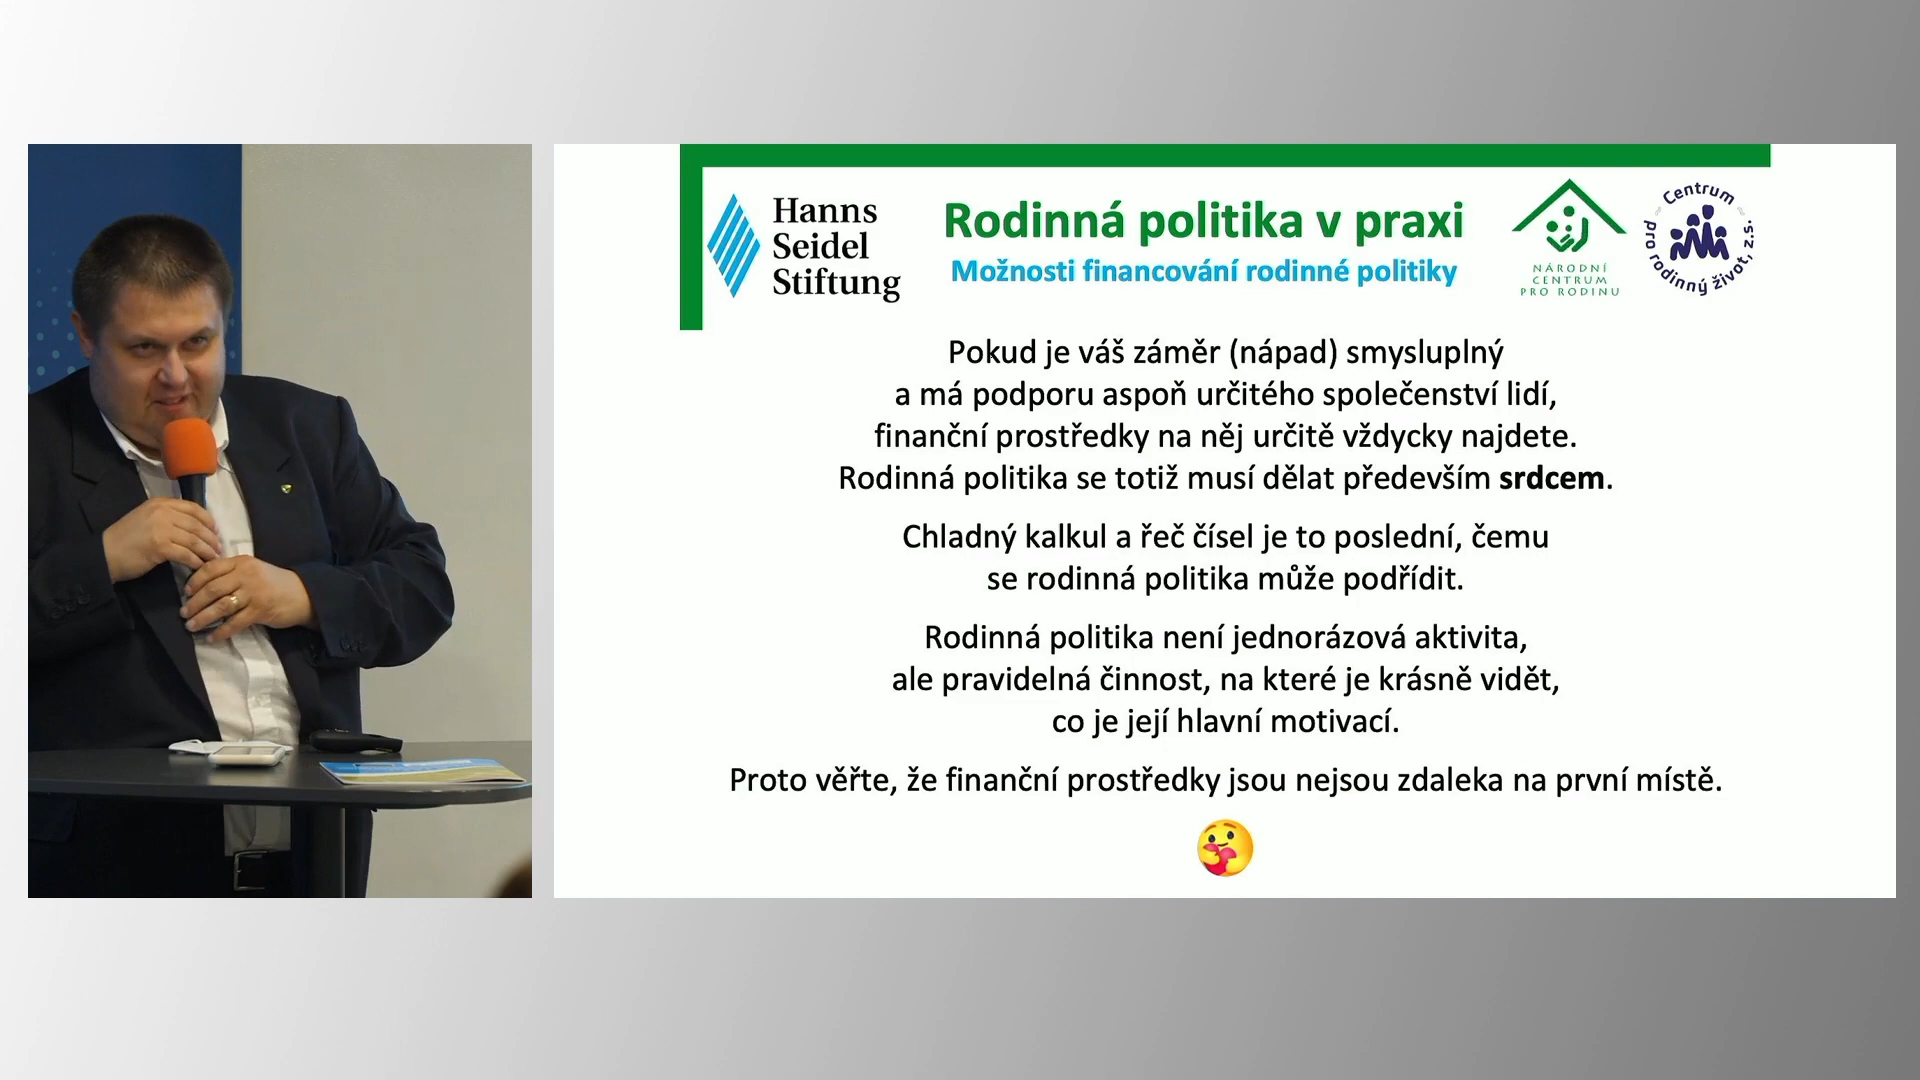 Hanns
Seidel
Stiftung
Rodinná politika v praxi
Možnosti financování rodinné politiky
NÁRODNÍ
CENTRUM
PRO RODINU
Centrum
pro rodinný život, z.s.
Pokud je váš záměr (nápad) smysluplný
a má podporu aspoň určitého společenství lidí,
finanční prostředky na něj určitě vždycky najdete.
Rodinná politika se totiž musí dělat především srdcem.
Chladný kalkul a řeč čísel je to poslední, čemu
se rodinná politika může podřídit.
Rodinná politika není jednorázová aktivita,
ale pravidelná činnost, na které je krásně vidět,
co je její hlavní motivací.
Proto věřte, že finanční prostředky jsou nejsou zdaleka na první místě.